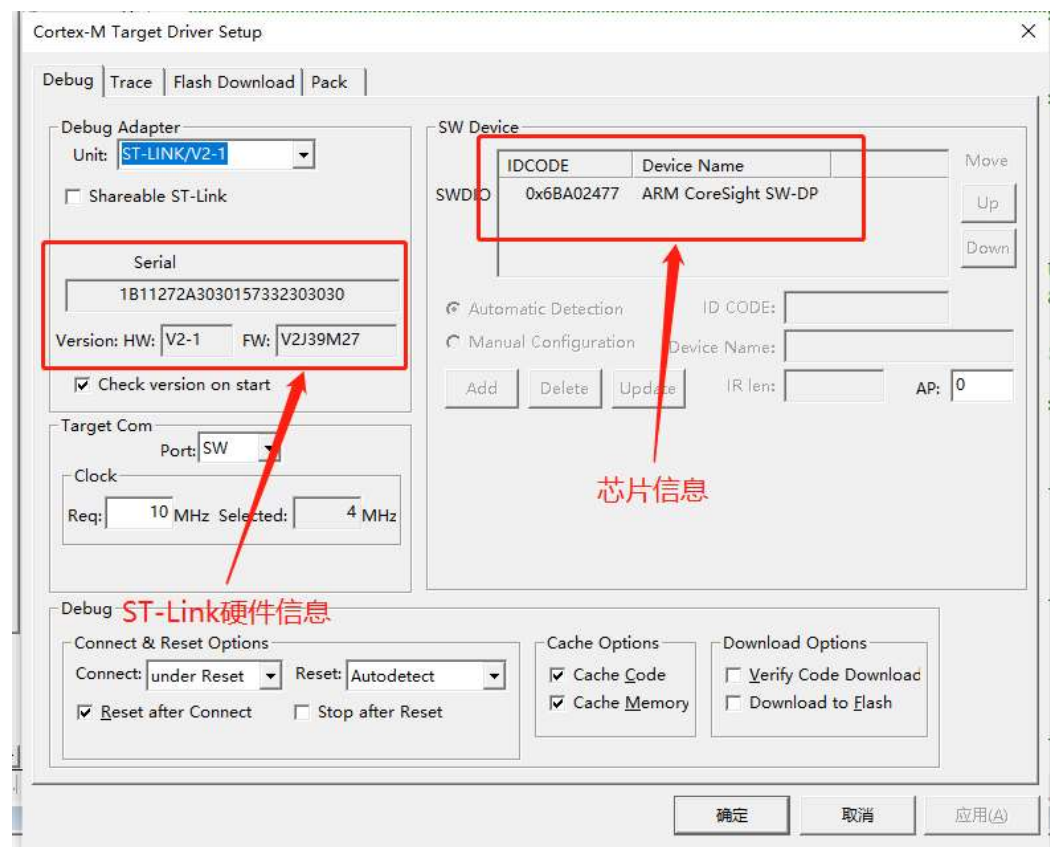 Cortex-M Target Driver Setup
Debug Trace Flash Download Pack
Debug Adapter
Unit: ST-LINK/V2-1
Shareable ST-Link
Serial
1B11272A3030157332303030
Version: HW: V2-1 FW: V2J39M27
Check version on start
Target Com
Port: SW
Clock
Req: 10 MHz Selected: 4 MHz
SW Device
IDCODE Device Name
SWDIO 0x6BA02477 ARM CoreSight SW-DP
Move
Up
Down
Automatic Detection ID CODE:
Manual Configuration Device Name:
Add Delete Update IR len: AP: 0
芯片信息
ST-Link硬件信息
Debug
Connect & Reset Options
Connect: under Reset Reset: Autodetect
Reset after Connect Stop after Reset
Cache Options
Cache Code
Cache Memory
Download Options
Verify Code Download
Download to Flash
确定 取消 应用(A)